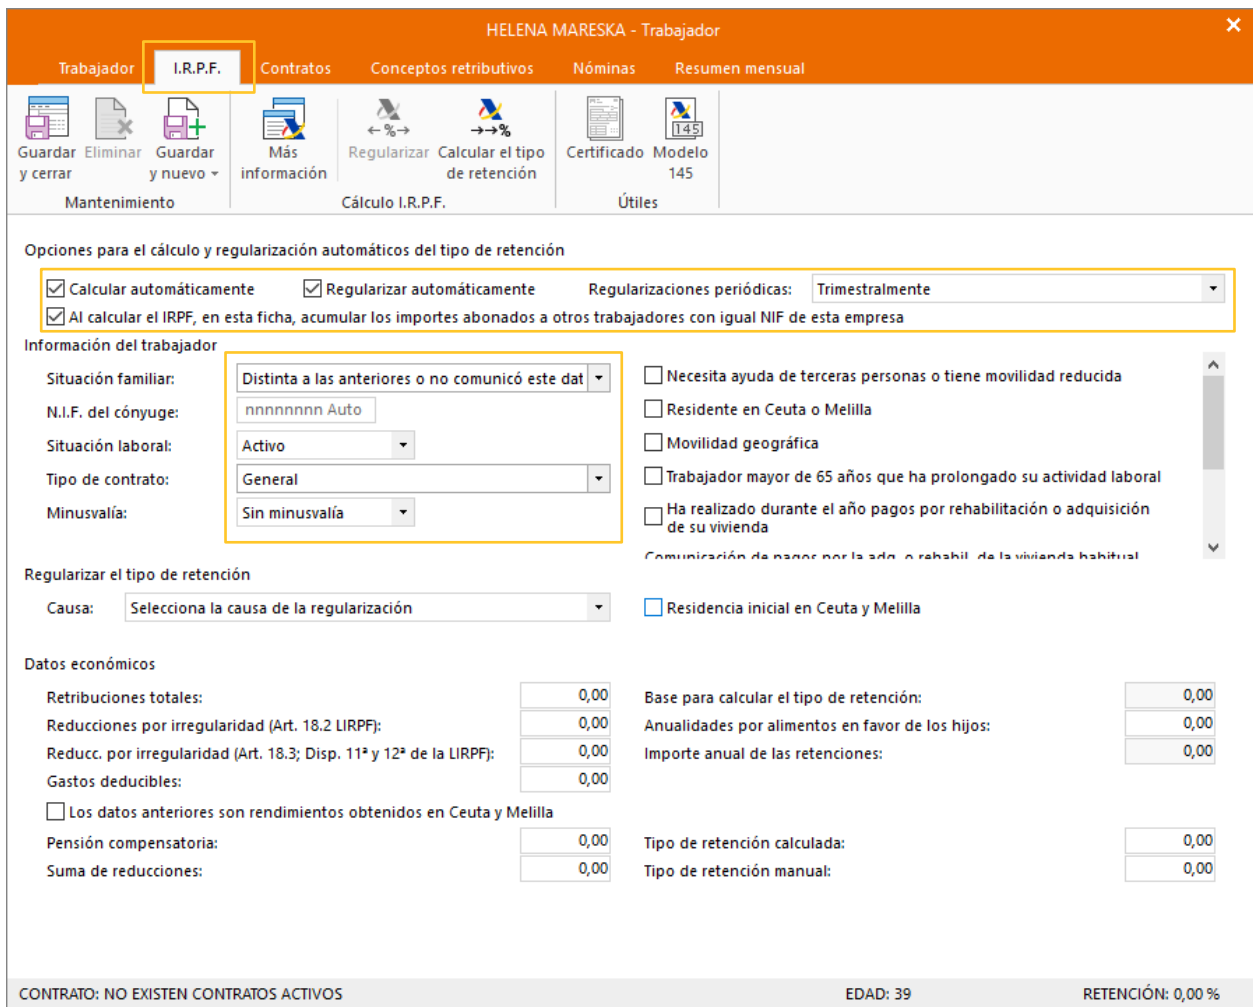 HELENA MARESKA - Trabajador
Trabajador I.R.P.F. Contratos Conceptos retributivos Nóminas Resumen mensual
←%→ →→% 145
Guardar y cerrar
Eliminar
Guardar y nuevo
Más información
Regularizar
Calcular el tipo de retención
Certificado
Modelo 145
Mantenimiento Cálculo I.R.P.F. Útiles
Opciones para el cálculo y regularización automáticos del tipo de retención
Calcular automáticamente Regularizar automáticamente Regularizaciones periódicas: Trimestralmente
Al calcular el IRPF, en esta ficha, acumular los importes abonados a otros trabajadores con igual NIF de esta empresa
Información del trabajador
Situación familiar: Distinta a las anteriores o no comunicó este dat
N.I.F. del cónyuge: nnnnnnnn Auto
Situación laboral: Activo
Tipo de contrato: General
Minusvalía: Sin minusvalía
Necesita ayuda de terceras personas o tiene movilidad reducida
Residente en Ceuta o Melilla
Movilidad geográfica
Trabajador mayor de 65 años que ha prolongado su actividad laboral
Ha realizado durante el año pagos por rehabilitación o adquisición
de su vivienda
Comunicación de pagos por la adq. o rehabil. de la vivienda habitual
Regularizar el tipo de retención
Causa: Selecciona la causa de la regularización
Residencia inicial en Ceuta y Melilla
Datos económicos
Retribuciones totales: 0,00
Reducciones por irregularidad (Art. 18.2 LIRPF): 0,00
Reducc. por irregularidad (Art. 18.3; Disp. 11ª y 12ª de la LIRPF): 0,00
Gastos deducibles: 0,00
Base para calcular el tipo de retención: 0,00
Anualidades por alimentos en favor de los hijos: 0,00
Importe anual de las retenciones: 0,00
Los datos anteriores son rendimientos obtenidos en Ceuta y Melilla
Pensión compensatoria: 0,00
Suma de reducciones: 0,00
Tipo de retención calculada: 0,00
Tipo de retención manual: 0,00
CONTRATO: NO EXISTEN CONTRATOS ACTIVOS EDAD: 39 RETENCIÓN: 0,00 %